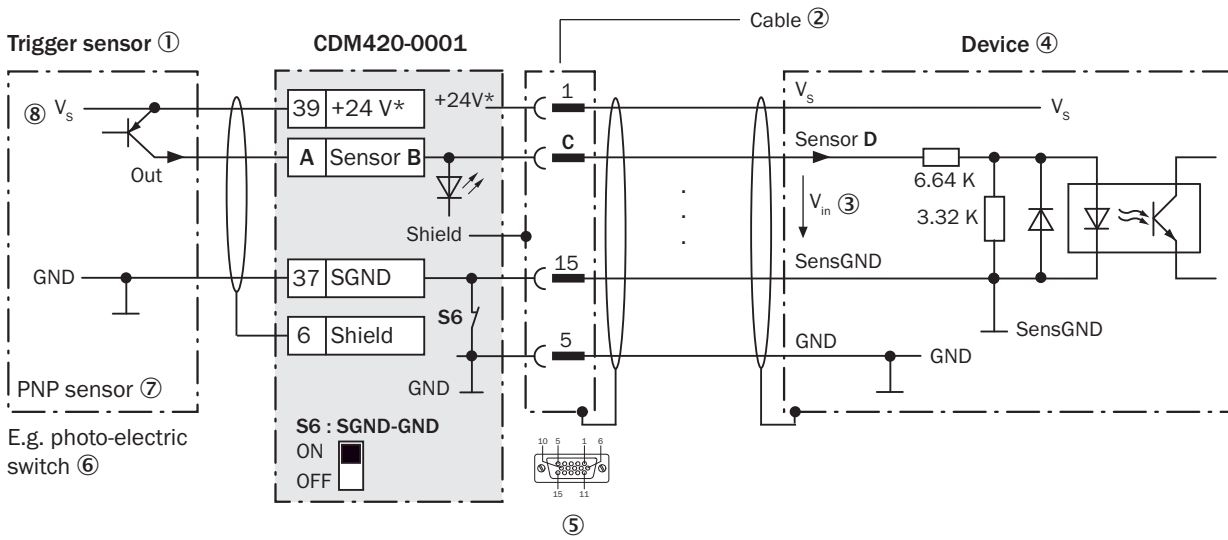 Cable ②
Trigger sensor ①
CDM420-0001
Device ④
⑧ Vs
39 +24 V*
+24V*
1
Vs
Vs
A Sensor B
C
Sensor D
Out
6.64 K
3.32 K
Vin ③
Shield
GND
37 SGND
15
SensGND
S6
6 Shield
5
SensGND
GND
GND
GND
PNP sensor ⑦
E.g. photo-electric
switch ⑥
S6 : SGND-GND
ON
OFF
10 5 1 6
15 11
⑤